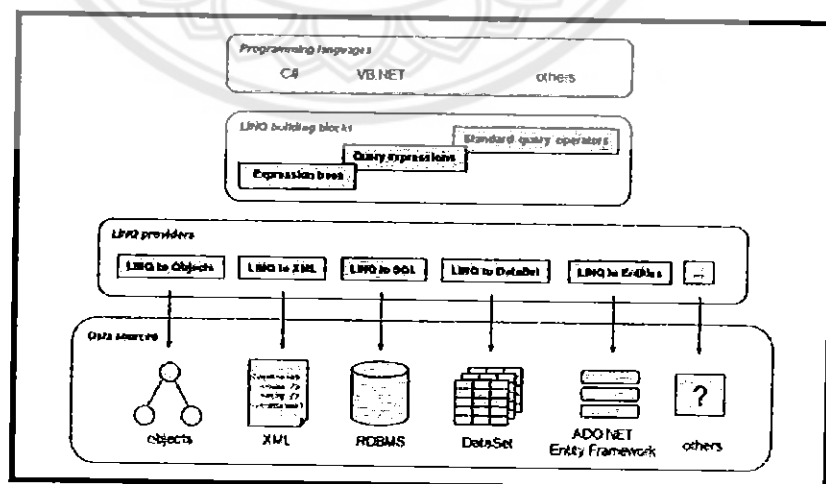 Programming languages
C# VB.NET others
LINQ building blocks
Standard query operators
Query expressions
Expression trees
LINQ providers
LINQ to Objects LINQ to XML LINQ to SQL LINQ to DataSet LINQ to Entities ...
Data sources
?
objects XML RDBMS DataSet ADO.NET Entity Framework others